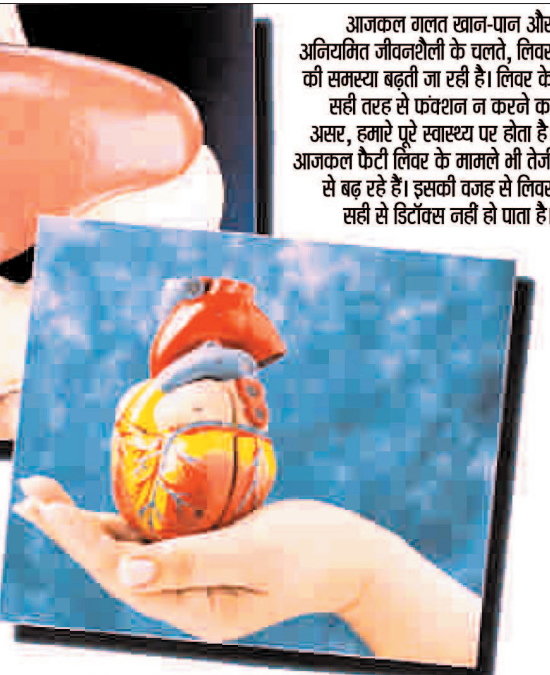 आजकल गलत खान-पान और
अनियमित जीवनशैली के चलते, लिवर
की समस्या बढ़ती जा रही है। लिवर के
सही तरह से फंक्शन न करने का
असर, हमारे पूरे स्वास्थ्य पर होता है
आजकल फैटी लिवर के मामले भी तेजी
से बढ़ रहे हैं। इसकी वजह से लिवर
सही से डिटॉक्स नहीं हो पाता है।